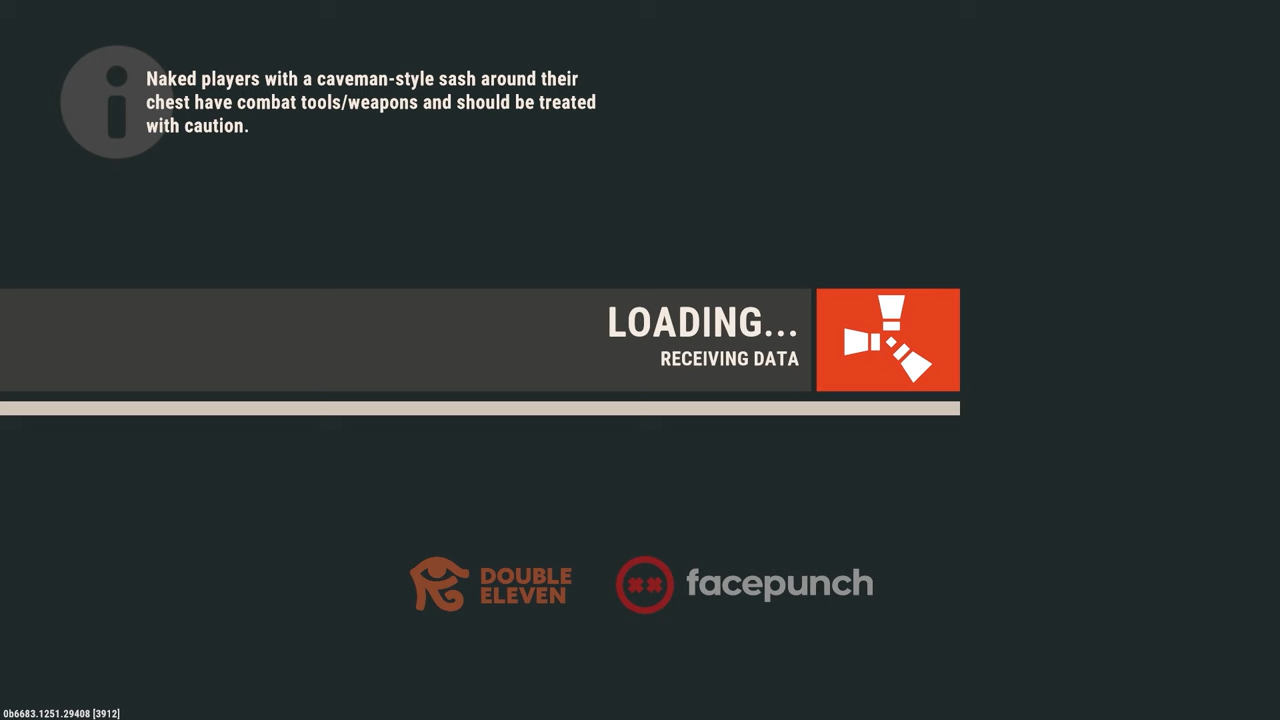 Naked players with a caveman-style sash around their
chest have combat tools/weapons and should be treated
with caution.
LOADING...
RECEIVING DATA
DOUBLE
ELEVEN
facepunch
0b6683.1251.29408 [3912]